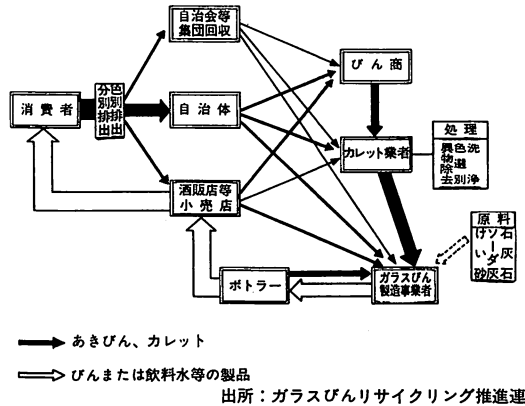 自治会等
集団回収
びん商
消費者
分別排出
色別排出
自治体
カレット業者
処理
異物除去
色選別
洗浄
酒販店等
小売店
原料
けい砂
ソーダ灰
石灰石
ボトラー
ガラスびん
製造事業者
あきびん、カレット
びんまたは飲料水等の製品
出所：ガラスびんリサイクリング推進連